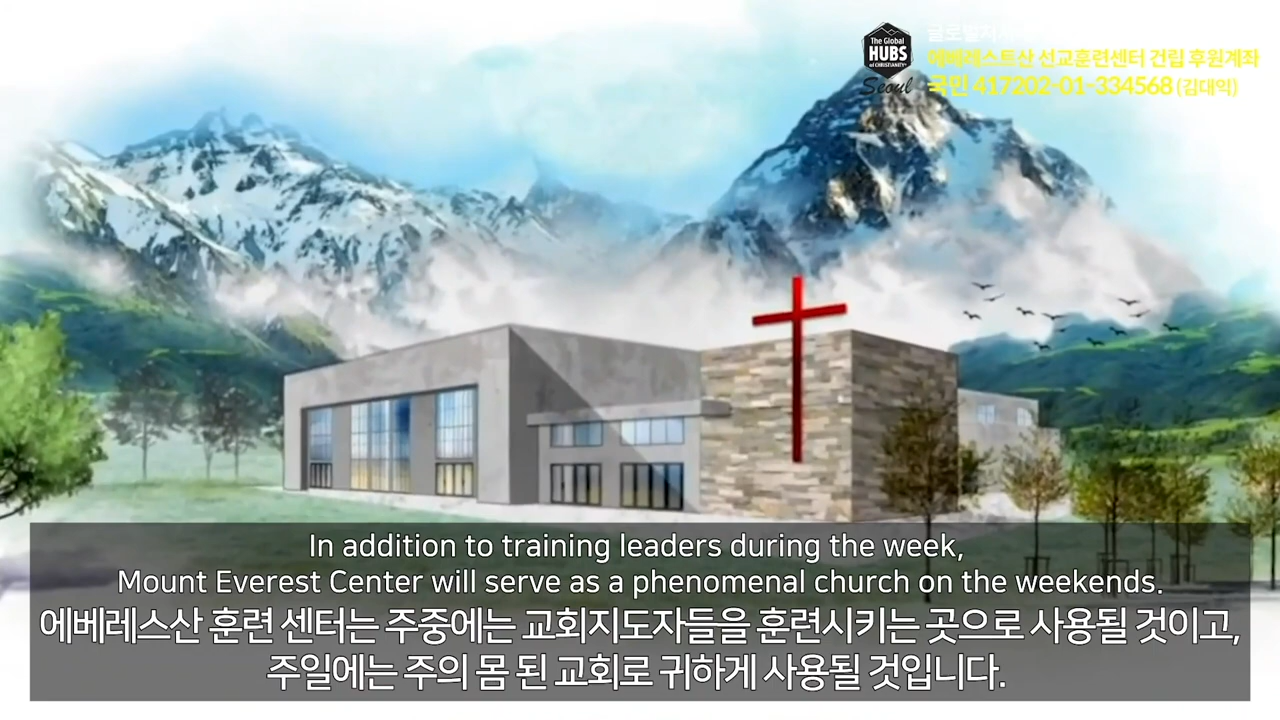 The Global
HUBS
of CHRISTIANITY
Seoul
에베레스트산 선교훈련센터 건립 후원계좌
국민 417202-01-334568 (김대억)
In addition to training leaders during the week,
Mount Everest Center will serve as a phenomenal church on the weekends.
에베레스산 훈련 센터는 주중에는 교회지도자들을 훈련시키는 곳으로 사용될 것이고,
주일에는 주의 몸 된 교회로 귀하게 사용될 것입니다.